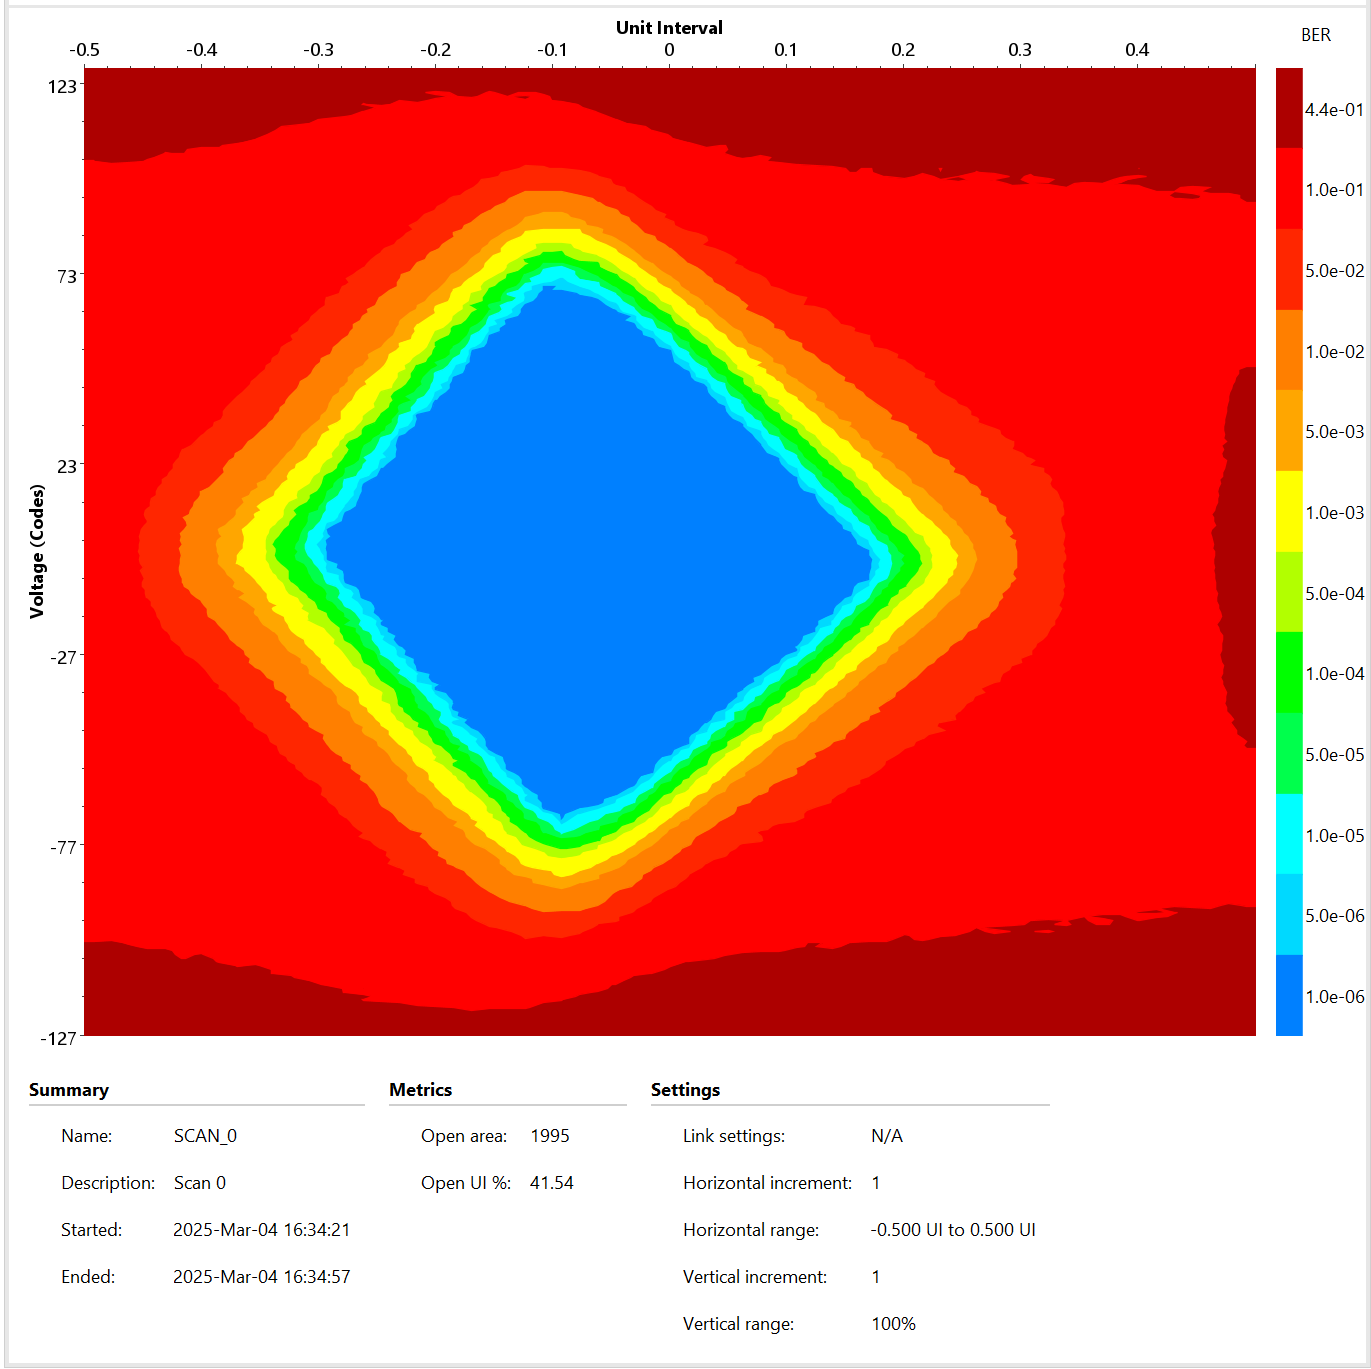 Unit Interval
BER
-0.5 -0.4 -0.3 -0.2 -0.1 0 0.1 0.2 0.3 0.4
123
73
23
-27
-77
-127
Voltage (Codes)
4.4e-01
1.0e-01
5.0e-02
1.0e-02
5.0e-03
1.0e-03
5.0e-04
1.0e-04
5.0e-05
1.0e-05
5.0e-06
1.0e-06
Summary
Name: SCAN_0
Description: Scan 0
Started: 2025-Mar-04 16:34:21
Ended: 2025-Mar-04 16:34:57
Metrics
Open area: 1995
Open UI %: 41.54
Settings
Link settings: N/A
Horizontal increment: 1
Horizontal range: -0.500 UI to 0.500 UI
Vertical increment: 1
Vertical range: 100%